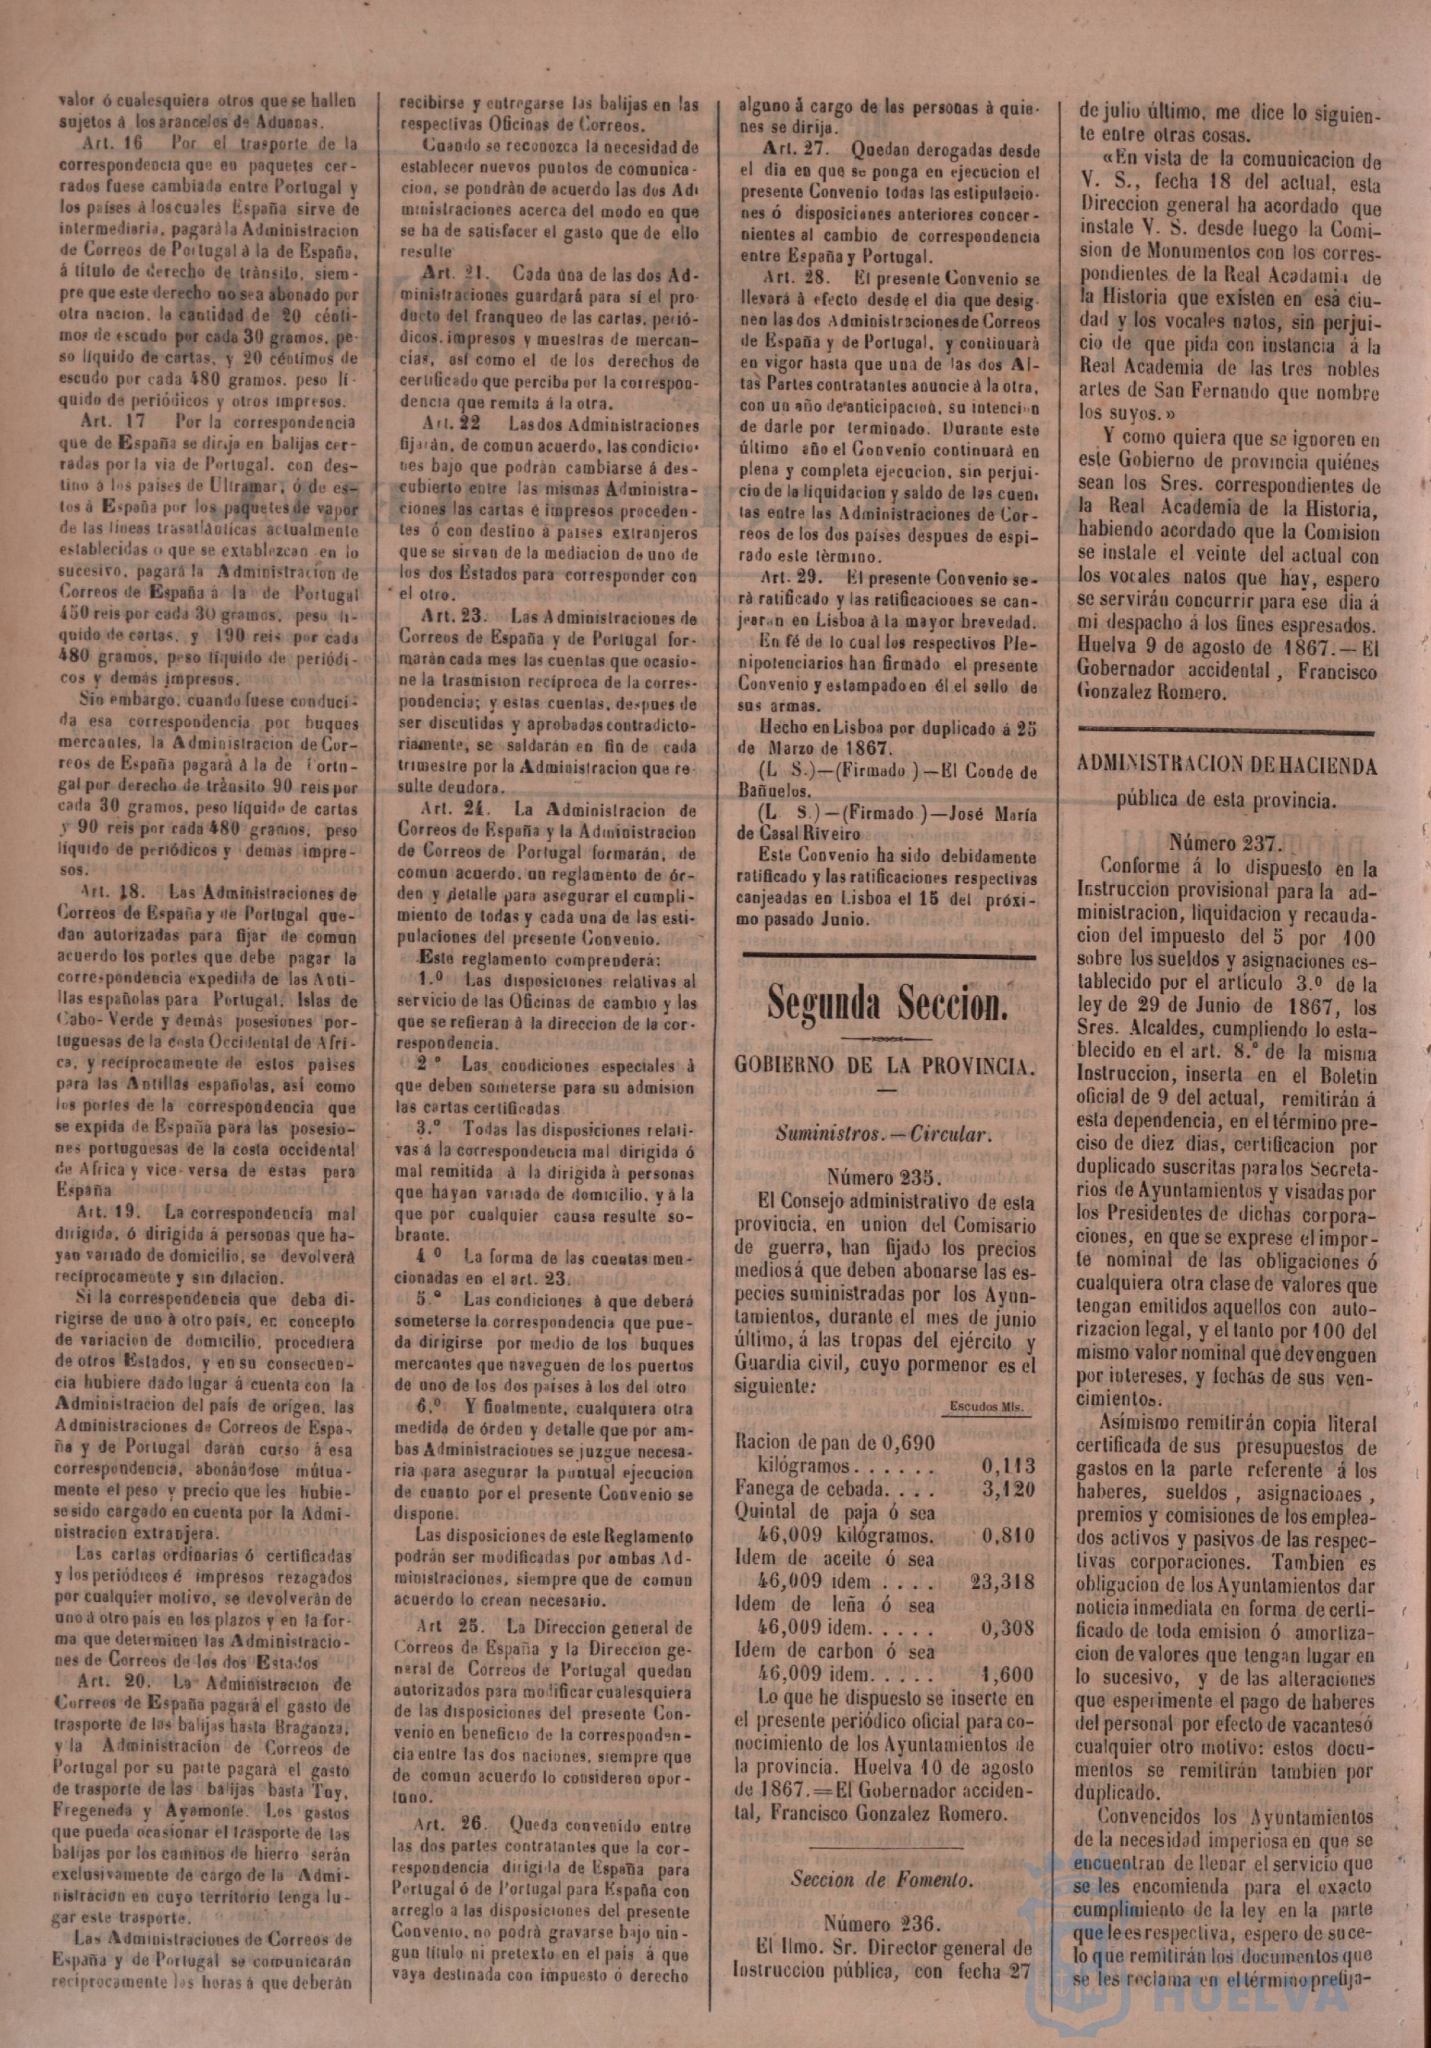 valor ó cualesquiera otros que se hallen
sujetos á los arancelos de Aduanas.
Art. 16 Por el trasporte de la
correspondencia que en paquetes cer-
rados fuese cambiada entre Portugal y
los países á los cuales España sirve de
intermediaria, pagará la Administracion
de Correos de Portugal á la de España,
á título de derecho de trànsito, siem-
pre que este derecho no sea abonado por
otra nacion, la cantidad de 20 cénti-
mos de escudo por cada 30 gramos, pe-
so líquido de cartas, y 20 céntimos de
escudo por cada 480 gramos, peso lí-
quido de periódicos y otros impresos.
Art. 17 Por la correspondencia
que de España se dirija en balijas cer-
radas por la via de Portugal, con des-
tino á los paises de Ultramar, ó de es-
tos á España por los paquetes de vapor
de las líneas trasatlánticas actualmente
establecidas o que se extablezcan en lo
sucesivo, pagará la Administracion de
Correos de España á la de Portugal
450 reis por cada 30 gramos, peso lí-
quido de cartas, y 190 reis por cada
480 gramos, peso líquido de periódi-
cos y demás impresos.
Sin embargo, cuando fuese conduci-
da esa correspondencia por buques
mercantes, la Administracion de Cor-
reos de España pagará à la de Portu-
gal por derecho de trànsito 90 reis por
cada 30 gramos, peso líquido de cartas
y 90 reis por cada 480 gramos, peso
líquido de periódicos y demas impre-
sos.
Art. 18. Las Administraciones de
Correos de España y de Portugal que-
dan autorizadas para fijar de comun
acuerdo los portes que debe pagar la
correspondencia expedida de las Anti-
llas españolas para Portugal, Islas de
Cabo-Verde y demás posesiones por-
tuguesas de la costa Occidental de Afri-
ca, y recíprocamente de estos paises
para las Antillas españolas, así como
los portes de la correspondencia que
se expida de España para las posesio-
nes portuguesas de la costa occidental
de Africa y vice-versa de estas para
España
Art. 19. La correspondencia mal
dirigida, ó dirigida á personas que ha-
yan variado de domicilio, se devolverà
recíprocamente y sin dilacion.
Si la correspondencia que deba di-
rigirse de uno à otro país, en concepto
de variacion de domicilio, procediera
de otros Estados, y en su consecuen-
cia hubiere dado lugar á cuenta con la
Administracion del país de origen, las
Administraciones de Correos de Espa-
ña y de Portugal darán curso á esa
correspondencia, abonándose mútua-
mente el peso y precio que les hubie-
se sido cargado en cuenta por la Admi-
nistracion extranjera.
Las cartas ordinarias ó certificadas
y los periódicos é impresos rezagados
por cualquier motivo, se devolverán de
uno á otro pais en los plazos y en la for-
ma que determinen las Administracio-
nes de Correos de los dos Estados
Art. 20. La Administracion de
Correos de España pagará el gasto de
trasporte de las balijas hasta Braganza,
y la Administracion de Correos de
Portugal por su parte pagará el gasto
de trasporte de las balijas hasta Tuy,
Fregeneda y Ayamonte. Los gastos
que pueda ocasionar el trasporte de las
balijas por los caminos de hierro serán
exclusivamente de cargo de la Admi-
nistracion en cuyo territorio tenga lu-
gar este trasporte.
Las Administraciones de Correos de
España y de Portugal se comunicarán
recíprocamente las horas á que deberán
recibirse y entregarse las balijas en las
respectivas Oficinas de Correos.
Cuando se reconozca la necesidad de
establecer nuevos puntos de comunica-
cion, se pondrán de acuerdo las dos Ad
ministraciones acerca del modo en que
se ha de satisfacer el gasto que de ello
resulte
Art. 21. Cada una de las dos Ad-
ministraciones guardará para sí el pro-
ducto del franqueo de las cartas, perió-
dicos, impresos y muestras de mercan-
cias, así como el de los derechos de
certificado que perciba por la correspon-
dencia que remita á la otra.
Art. 22 Las dos Administraciones
fijarán, de comun acuerdo, las condicio-
nes bajo que podrán cambiarse á des-
cubierto entre las mismas Administra-
ciones las cartas é impresos proceden-
tes ó con destino á paises extranjeros
que se sirvan de la mediacion de uno de
los dos Estados para corresponder con
el otro.
Art. 23. Las Administraciones de
Correos de España y de Portugal for-
marán cada mes las cuentas que ocasio-
ne la trasmision recíproca de la corres-
pondencia; y estas cuentas, despues de
ser discutidas y aprobadas contradicto-
riamente, se saldarán en fin de cada
trimestre por la Administracion que re-
sulte deudora.
Art. 24. La Administracion de
Correos de España y la Administracion
de Correos de Portugal formarán, de
comun acuerdo, un reglamento de ór-
den y detalle para asegurar el cumpli-
miento de todas y cada una de las esti-
pulaciones del presente Convenio.
Este reglamento comprenderá:
1.º Las disposiciones relativas al
servicio de las Oficinas de cambio y las
que se refieran à la direccion de la cor-
respondencia.
2º Las condiciones especiales à
que deben someterse para su admision
las cartas certificadas
3.º Todas las disposiciones relati-
vas á la correspondencia mal dirigida ó
mal remitida à la dirigida à personas
que hayan variado de domicilio, y à la
que por cualquier causa resulte so-
brante.
4º La forma de las cuentas men-
cionadas en el art. 23.
5.º Las condiciones à que deberá
someterse la correspondencia que pue-
da dirigirse por medio de los buques
mercantes que naveguen de los puertos
de uno de los dos paises à los del otro
6.º Y finalmente, cualquiera otra
medida de órden y detalle que por am-
bas Administraciones se juzgue necesa-
ria para asegurar la puntual ejecucion
de cuanto por el presente Convenio se
dispone.
Las disposiciones de este Reglamento
podrán ser modificadas por ambas Ad-
ministraciones, siempre que de comun
acuerdo lo crean necesario.
Art 25. La Direccion general de
Correos de España y la Direccion ge-
neral de Correos de Portugal quedan
autorizados para modificar cualesquiera
de las disposiciones del presente Con-
venio en beneficio de la corresponden-
cia entre las dos naciones, siempre que
de comun acuerdo lo consideren opor-
tuno.
Art. 26. Queda convenido entre
las dos partes contratantes que la cor-
respondencia dirigida de España para
Portugal ó de Portugal para España con
arreglo a las disposiciones del presente
Convenio, no podrà gravarse bajo nin-
gun título ni pretexto en el país á que
vaya destinada con impuesto ó derecho
alguno á cargo de las personas à quie-
nes se dirija.
Art. 27. Quedan derogadas desde
el dia en que se ponga en ejecucion el
presente Convenio todas las estipulacio-
nes ó disposiciones anteriores concer-
nientes al cambio de correspondencia
entre España y Portugal.
Art. 28. El presente Convenio se
llevará à efecto desde el dia que desig-
nen las dos Administraciones de Correos
de España y de Portugal, y continuará
en vigor hasta que una de las dos Al-
tas Partes contratantes anuncie à la otra,
con un año de anticipacion, su intencion
de darle por terminado. Durante este
último año el Convenio continuará en
plena y completa ejecucion, sin perjui-
cio de la liquidacion y saldo de las cuen-
tas entre las Administraciones de Cor-
reos de los dos países despues de espi-
rado este tèrmino.
Art. 29. El presente Convenio se-
rà ratificado y las ratificaciones se can-
jearan en Lisboa à la mayor brevedad.
En fé de lo cual los respectivos Ple-
nipotenciarios han firmado el presente
Convenio y estampado en él el sello de
sus armas.
Hecho en Lisboa por duplicado á 25
de Marzo de 1867.
(L S.)—(Firmado )—El Conde de
Bañuelos.
(L S.)—(Firmado )—José María
de Casal Riveiro
Este Convenio ha sido debidamente
ratificado y las ratificaciones respectivas
canjeadas en Lisboa el 15 del próxi-
mo pasado Junio.
Segunda Seccion.
GOBIERNO DE LA PROVINCIA.
Suministros.—Circular.
Número 235.
El Consejo administrativo de esta
provincia, en union del Comisario
de guerra, han fijado los precios
medios á que deben abonarse las es-
pecies suministradas por los Ayun-
tamientos, durante el mes de junio
último, á las tropas del ejército y
Guardia civil, cuyo pormenor es el
siguiente:
Escudos Mls.
Racion de pan de 0,690
kilógramos. . . . . . 0,113
Fanega de cebada. . . . 3,120
Quintal de paja ó sea
46,009 kilógramos. 0,810
Idem de aceite ó sea
46,009 idem . . . . 23,318
Idem de leña ó sea
46,009 idem. . . . . 0,308
Idem de carbon ó sea
46,009 idem. . . . . 1,600
Lo que he dispuesto se inserte en
el presente periódico oficial para co-
nocimiento de los Ayuntamientos de
la provincia. Huelva 10 de agosto
de 1867.=El Gobernador acciden-
tal, Francisco Gonzalez Romero.
Seccion de Fomento.
Número 236.
El Ilmo. Sr. Director general de
Instruccion pública, con fecha 27
de julio último, me dice lo siguien-
te entre otras cosas.
«En vista de la comunicacion de
V. S., fecha 18 del actual, esta
Direccion general ha acordado que
instale V. S. desde luego la Comi-
sion de Monumentos con los corres-
pondientes de la Real Acadamia de
la Historia que existen en esa ciu-
dad y los vocales natos, sin perjui-
cio de que pida con instancia á la
Real Academia de las tres nobles
artes de San Fernando que nombre
los suyos.»
Y como quiera que se ignoren en
este Gobierno de provincia quiénes
sean los Sres. correspondientes de
la Real Academia de la Historia,
habiendo acordado que la Comision
se instale el veinte del actual con
los vocales natos que hay, espero
se servirán concurrir para ese dia á
mi despacho á los fines espresados.
Huelva 9 de agosto de 1867.—El
Gobernador accidental, Francisco
Gonzalez Romero.
ADMINISTRACION DE HACIENDA
pública de esta provincia.
Número 237.
Conforme á lo dispuesto en la
Instruccion provisional para la ad-
ministracion, liquidacion y recauda-
cion del impuesto del 5 por 100
sobre los sueldos y asignaciones es-
tablecido por el artículo 3.º de la
ley de 29 de Junio de 1867, los
Sres. Alcaldes, cumpliendo lo esta-
blecido en el art. 8.º de la misma
Instruccion, inserta en el Boletin
oficial de 9 del actual, remitirán á
esta dependencia, en el término pre-
ciso de diez dias, certificacion por
duplicado suscritas para los Secreta-
rios de Ayuntamientos y visadas por
los Presidentes de dichas corpora-
ciones, en que se exprese el impor-
te nominal de las obligaciones ó
cualquiera otra clase de valores que
tengan emitidos aquellos con auto-
rizacion legal, y el tanto por 100 del
mismo valor nominal que devenguen
por intereses, y fechas de sus ven-
cimientos.
Asímismo remitirán copia literal
certificada de sus presupuestos de
gastos en la parte referente á los
haberes, sueldos, asignaciones,
premios y comisiones de los emplea-
dos activos y pasivos de las respec-
tivas corporaciones. Tambien es
obligacion de los Ayuntamientos dar
noticia inmediata en forma de certi-
ficado de toda emision ó amortiza-
cion de valores que tengan lugar en
lo sucesivo, y de las alteraciones
que esperimente el pago de haberes
del personal por efecto de vacantes ó
cualquier otro motivo: estos docu-
mentos se remitirán tambien por
duplicado.
Convencidos los Ayuntamientos
de la necesidad imperiosa en que se
encuentran de llenar el servicio que
se les encomienda para el exacto
cumplimiento de la ley en la parte
que le es respectiva, espero de suce-
lo que remitirán los documentos que
se les reclama en el término prefija-
HUELVA